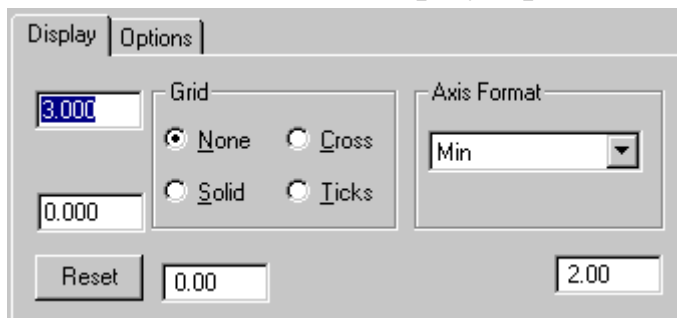 Display Options
3.000 Grid Axis Format
None Cross Min
0.000 Solid Ticks
Reset 0.00 2.00